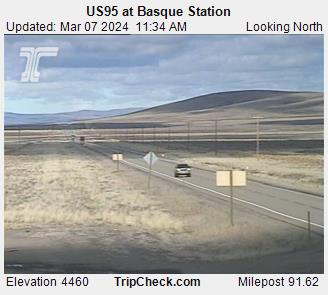 US95 at Basque Station
Updated: Mar 07 2024 11:34 AM Looking North
Elevation 4460 TripCheck.com Milepost 91.62